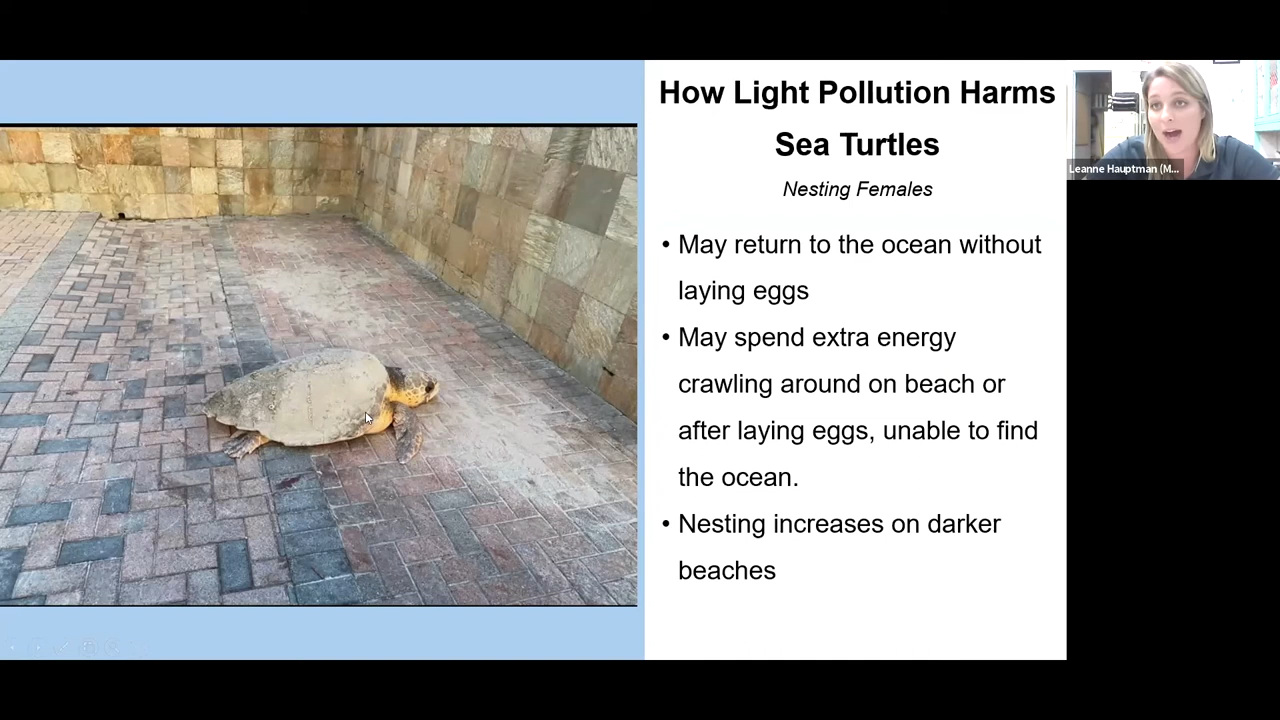 How Light Pollution Harms
Sea Turtles
Nesting Females
• May return to the ocean without
laying eggs
• May spend extra energy
crawling around on beach or
after laying eggs, unable to find
the ocean.
• Nesting increases on darker
beaches
Leanne Hauptman (M...